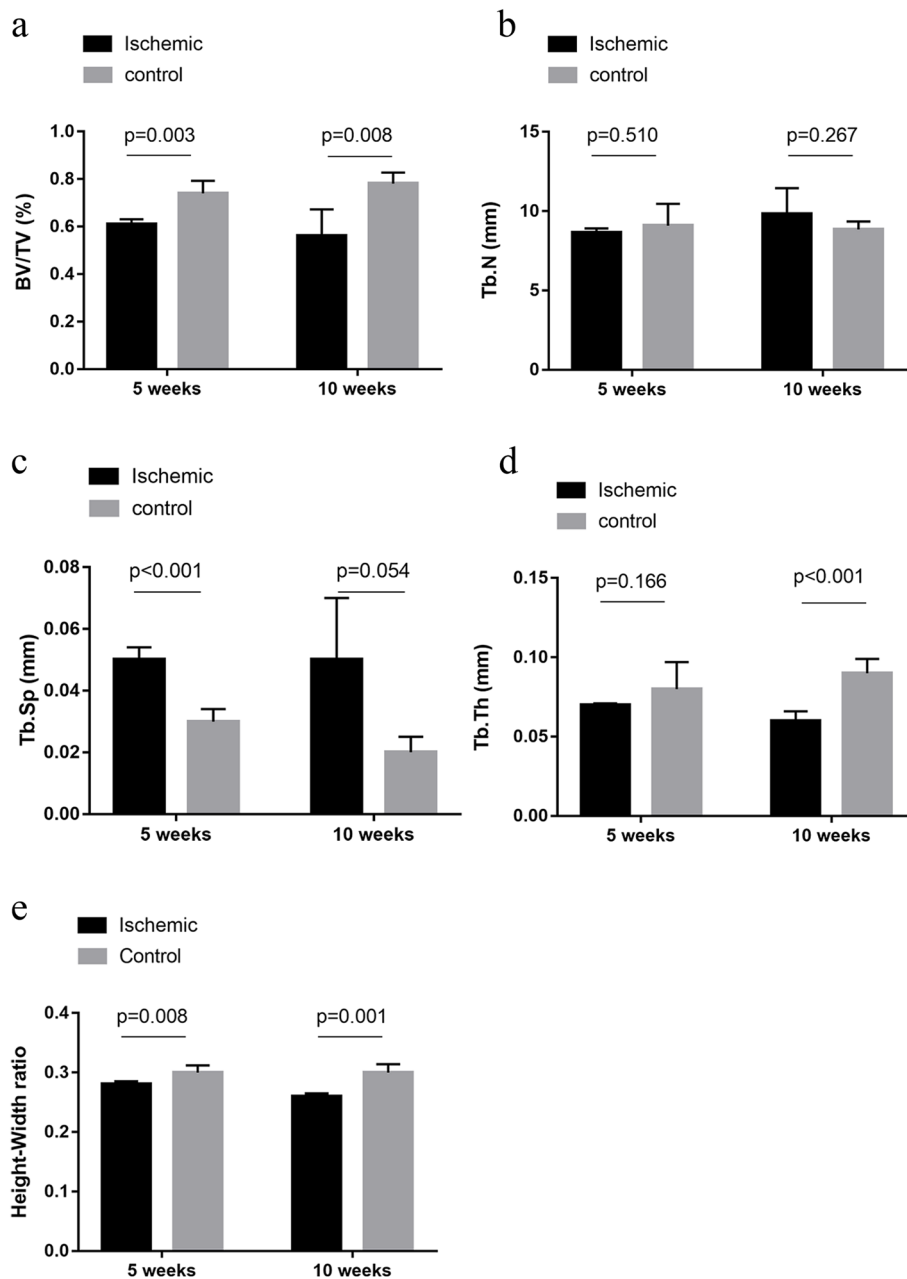 a
Ischemic
control
BV/TV (%)
1.0
0.8
0.6
0.4
0.2
0.0
p=0.003
p=0.008
5 weeks
10 weeks
b
Ischemic
control
Tb.N (mm)
15
10
5
0
p=0.510
p=0.267
5 weeks
10 weeks
c
Ischemic
control
Tb.Sp (mm)
0.08
0.06
0.04
0.02
0.00
p<0.001
p=0.054
5 weeks
10 weeks
d
Ischemic
control
Tb.Th (mm)
0.15
0.10
0.05
0.00
p=0.166
p<0.001
5 weeks
10 weeks
e
Ischemic
Control
Height-Width ratio
0.4
0.3
0.2
0.1
0.0
p=0.008
p=0.001
5 weeks
10 weeks